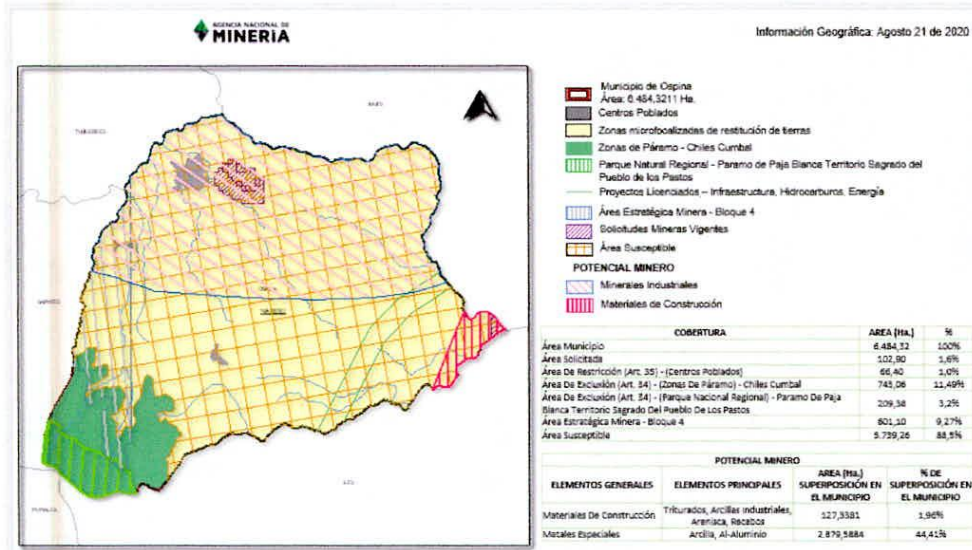 AGENCIA NACIONAL DE
MINERÍA
Información Geográfica: Agosto 21 de 2020
Municipio de Ospina
Área: 6.484,3211 Ha.
Centros Poblados
Zonas microfocalizadas de restitución de tierras
Zonas de Páramo - Chiles Cumbal
Parque Natural Regional - Paramo de Paja Blanca Territorio Sagrado del
Pueblo de los Pastos
Proyectos Licenciados – Infraestructura, Hidrocarburos, Energía
Área Estratégica Minera - Bloque 4
Solicitudes Mineras Vigentes
Área Susceptible
POTENCIAL MINERO
Minerales Industriales
Materiales de Construcción
COBERTURA AREA (Ha.) %
Área Municipio 6.484,32 100%
Área Solicitada 102,90 1,6%
Área De Restricción (Art. 35) - (Centros Poblados) 66,40 1,0%
Área De Exclusión (Art. 34) - (Zonas De Páramo) - Chiles Cumbal 745,06 11,49%
Área De Exclusión (Art. 34) - (Parque Nacional Regional) - Paramo De Paja
Blanca Territorio Sagrado Del Pueblo De Los Pastos 209,38 3,2%
Área Estratégica Minera - Bloque 4 601,10 9,27%
Área Susceptible 5.739,26 88,5%
POTENCIAL MINERO
ELEMENTOS GENERALES ELEMENTOS PRINCIPALES AREA (Ha.) SUPERPOSICIÓN EN EL MUNICIPIO % DE SUPERPOSICIÓN EN EL MUNICIPIO
Materiales De Construcción Triturados, Arcillas Industriales, Arenisca, Recebos 127,3381 1,96%
Metales Especiales Arcilla, Al-Aluminio 2.879,5884 44,41%